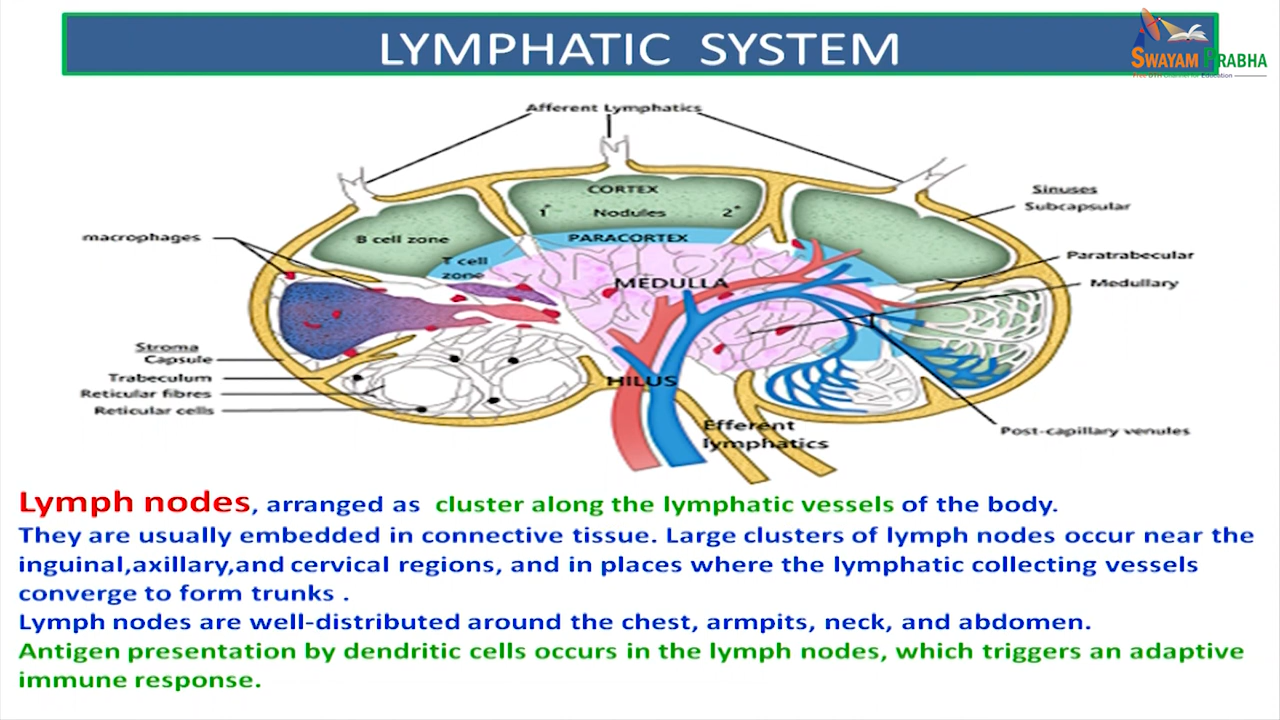 LYMPHATIC SYSTEM
SWAYAM PRABHA
Free DTH Channel for Education
Afferent Lymphatics
CORTEX
1° Nodules 2°
Sinuses
Subcapsular
macrophages
B cell zone
PARACORTEX
T cell
zone
Paratrabecular
MEDULLA
Medullary
Stroma
Capsule
Trabeculum
Reticular fibres
Reticular cells
HILUS
Efferent
lymphatics
Post-capillary venules
Lymph nodes, arranged as cluster along the lymphatic vessels of the body.
They are usually embedded in connective tissue. Large clusters of lymph nodes occur near the
inguinal,axillary,and cervical regions, and in places where the lymphatic collecting vessels
converge to form trunks .
Lymph nodes are well-distributed around the chest, armpits, neck, and abdomen.
Antigen presentation by dendritic cells occurs in the lymph nodes, which triggers an adaptive
immune response.